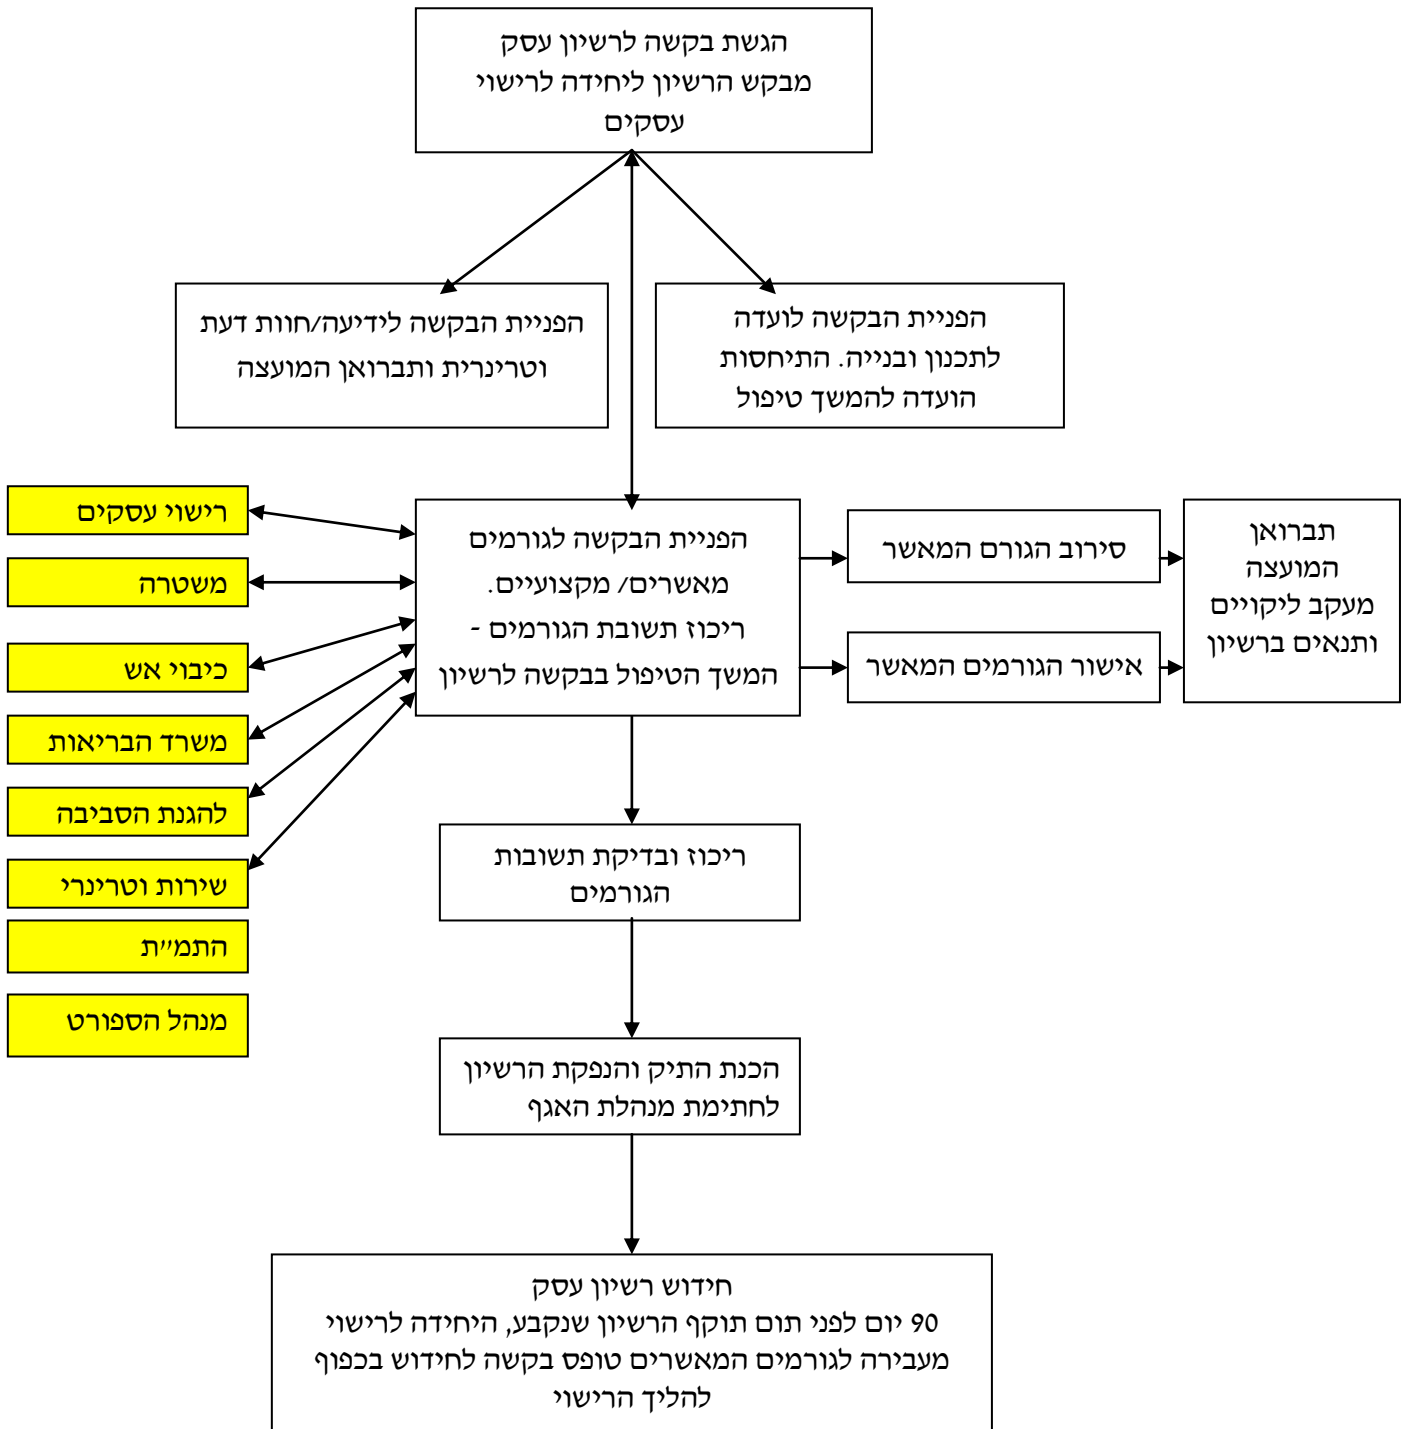 הגשת בקשה לרשיון עסק
מבקש הרשיון ליחידה לרישוי
עסקים
הפניית הבקשה לועדה
לתכנון ובנייה. התיחסות
הועדה להמשך טיפול
הפניית הבקשה לידיעה/חוות דעת
וטרינרית ותברואן המועצה
תברואן
המועצה
מעקב ליקויים
ותנאים ברשיון
סירוב הגורם המאשר
אישור הגורמים המאשר
הפניית הבקשה לגורמים
מאשרים/ מקצועיים.
ריכוז תשובת הגורמים -
המשך הטיפול בבקשה לרשיון
רישוי עסקים
משטרה
כיבוי אש
משרד הבריאות
להגנת הסביבה
שירות וטרינרי
התמ״ת
מנהל הספורט
ריכוז ובדיקת תשובות
הגורמים
הכנת התיק והנפקת הרשיון
לחתימת מנהלת האגף
חידוש רשיון עסק
90 יום לפני תום תוקף הרשיון שנקבע, היחידה לרישוי
מעבירה לגורמים המאשרים טופס בקשה לחידוש בכפוף
להליך הרישוי